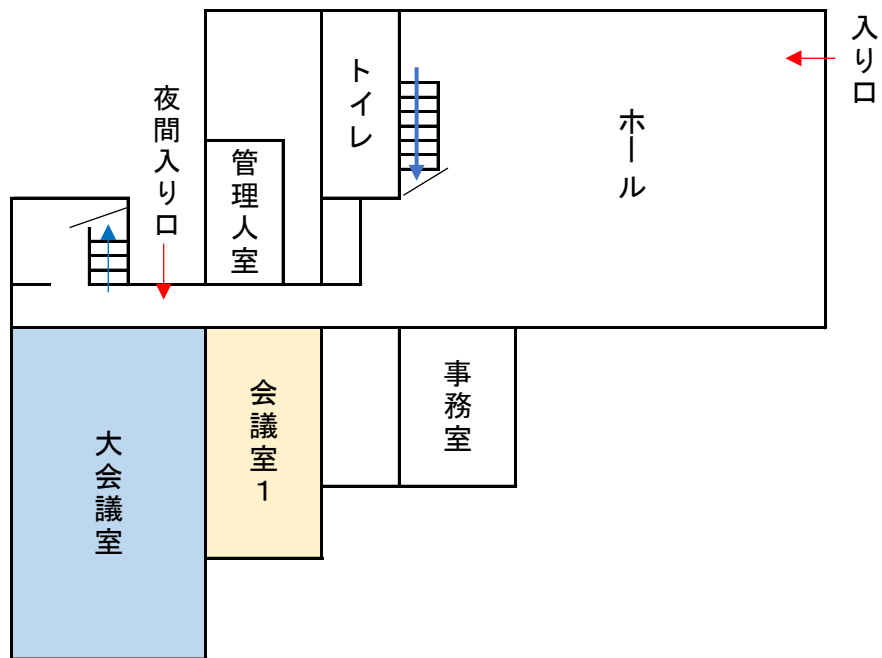 入り口
夜間入り口
トイレ
ホール
管理人室
大会議室
会議室１
事務室